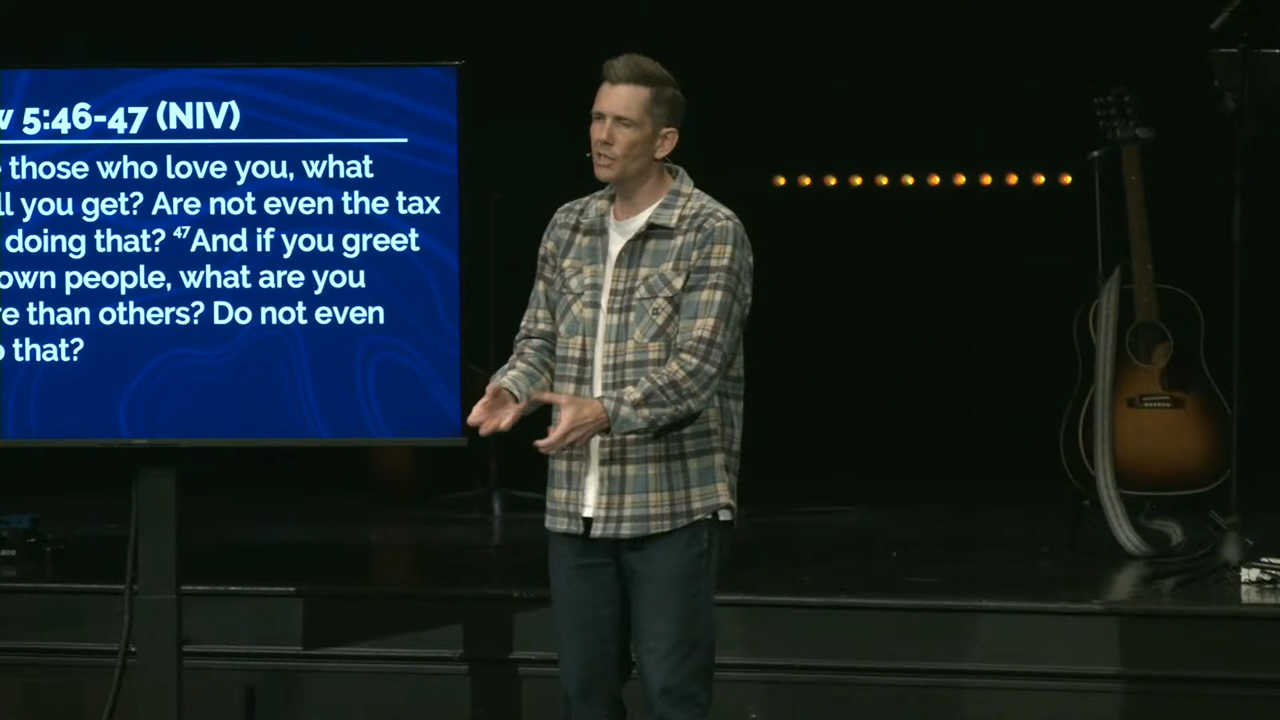 5:46-47 (NIV)
those who love you, what
you get? Are not even the tax
doing that? ⁴⁷And if you greet
own people, what are you
than others? Do not even
that?